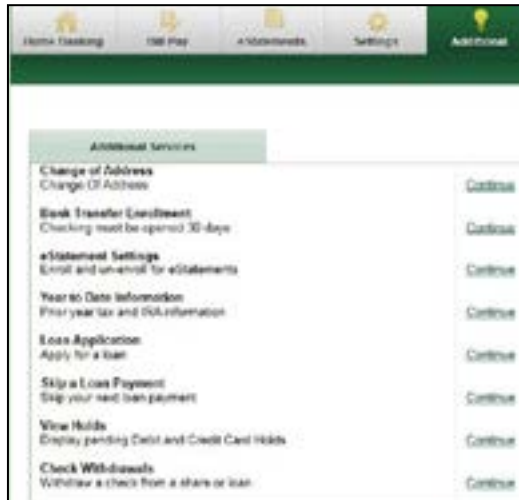 Home Banking
Bill Pay
eStatements
Settings
Additional
Additional Services
Change of Address
Change Of Address
Continue
Bank Transfer Enrollment
Checking must be opened 30 days
Continue
eStatement Settings
Enroll and un-enroll for eStatements
Continue
Year to Date Information
Prior year tax and IRA information
Continue
Loan Application
Apply for a loan
Continue
Skip a Loan Payment
Skip your next loan payment
Continue
View Holds
Display pending Debit and Credit Card Holds
Continue
Check Withdrawals
Withdraw a check from a share or loan
Continue